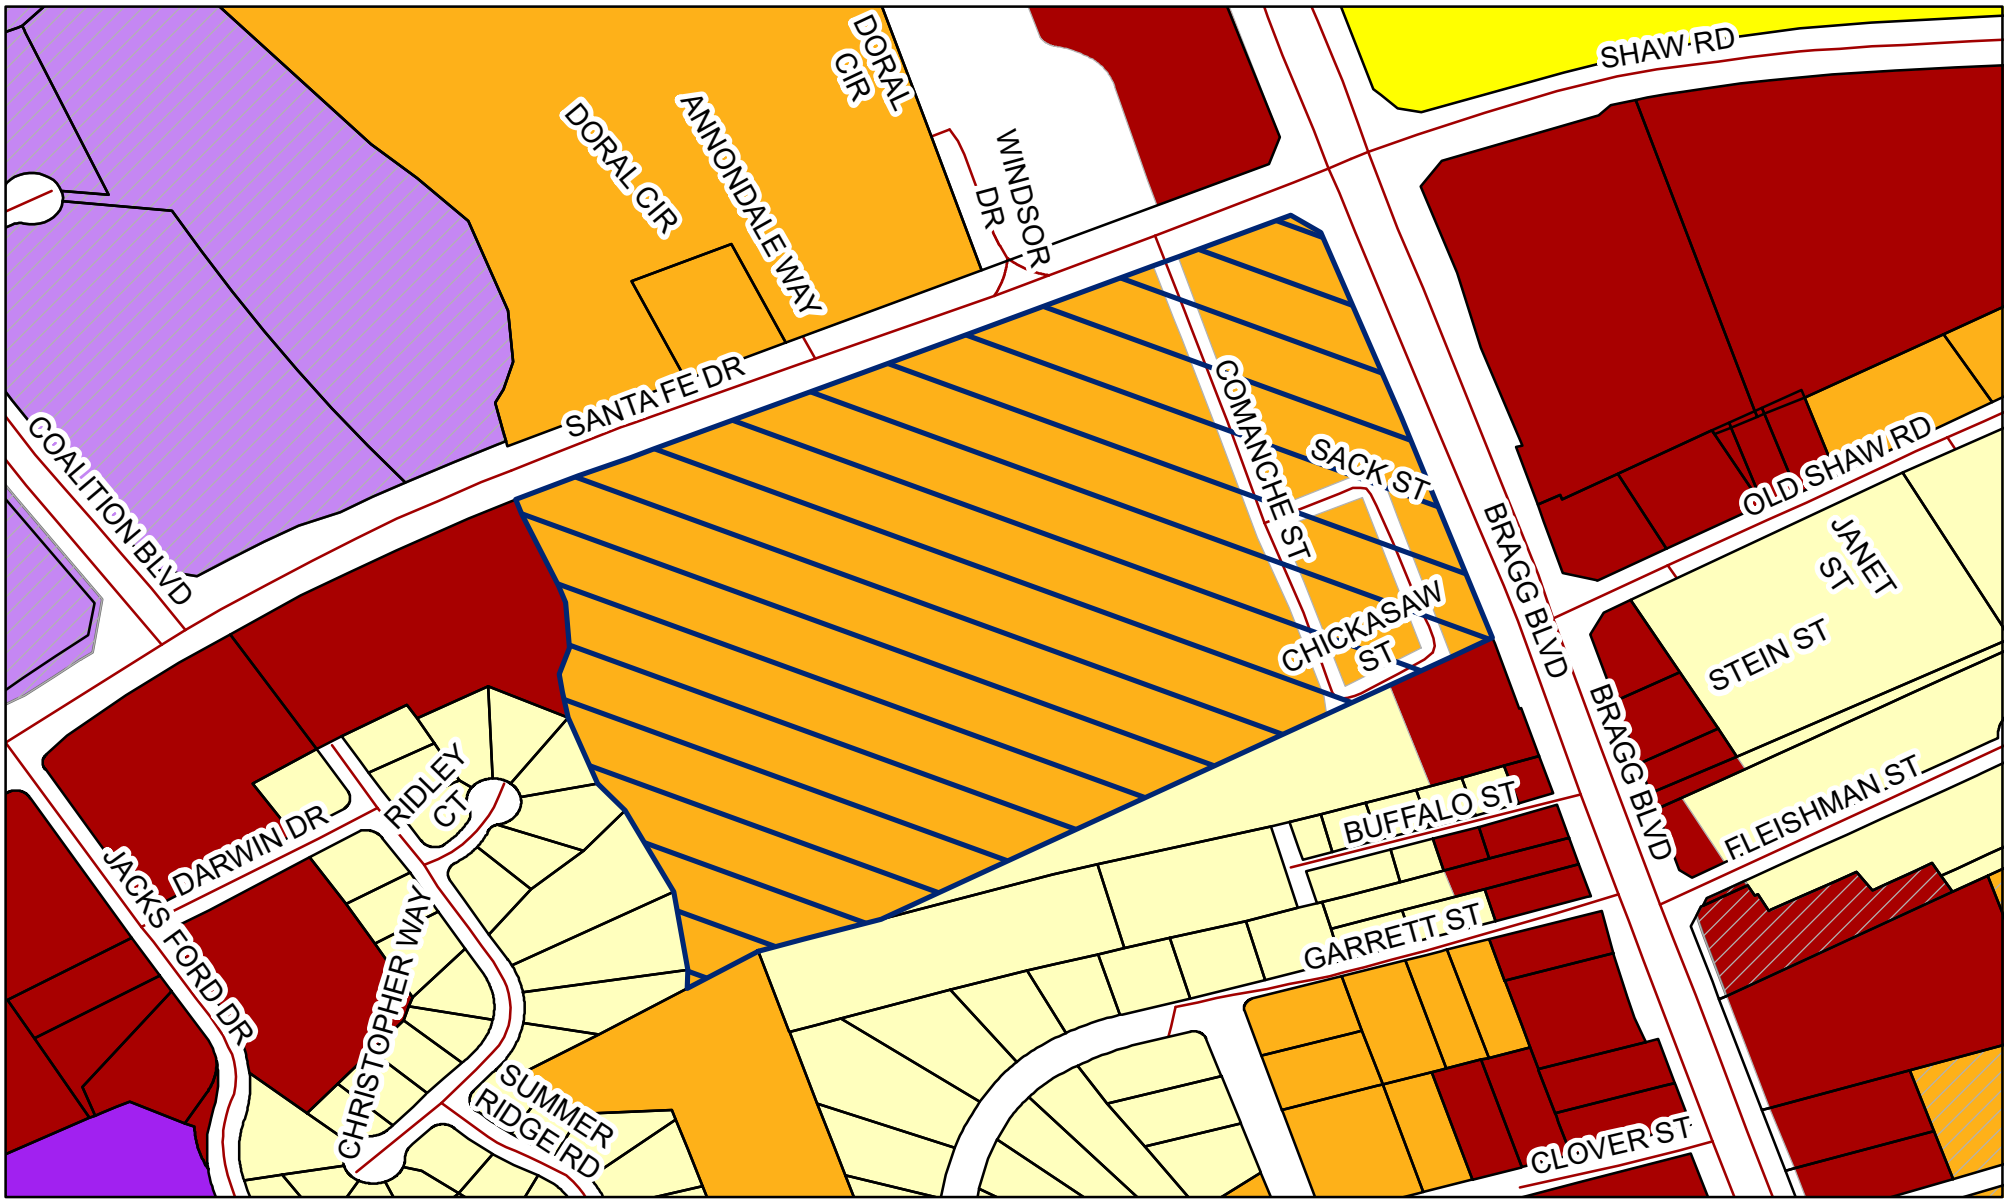 DORAL
CIR
SHAW RD
DORAL CIR
ANNONDALE WAY
WINDSOR
DR
SANTA FE DR
COALITION BLVD
COMANCHE ST
SACK ST
OLD SHAW RD
BRAGG BLVD
JANET
ST
CHICKASAW
ST
STEIN ST
BRAGG BLVD
RIDLEY
CT
FLEISHMAN ST
BUFFALO ST
DARWIN DR
JACKS FORD DR
CHRISTOPHER WAY
GARRETT ST
SUMMER
RIDGE RD
CLOVER ST